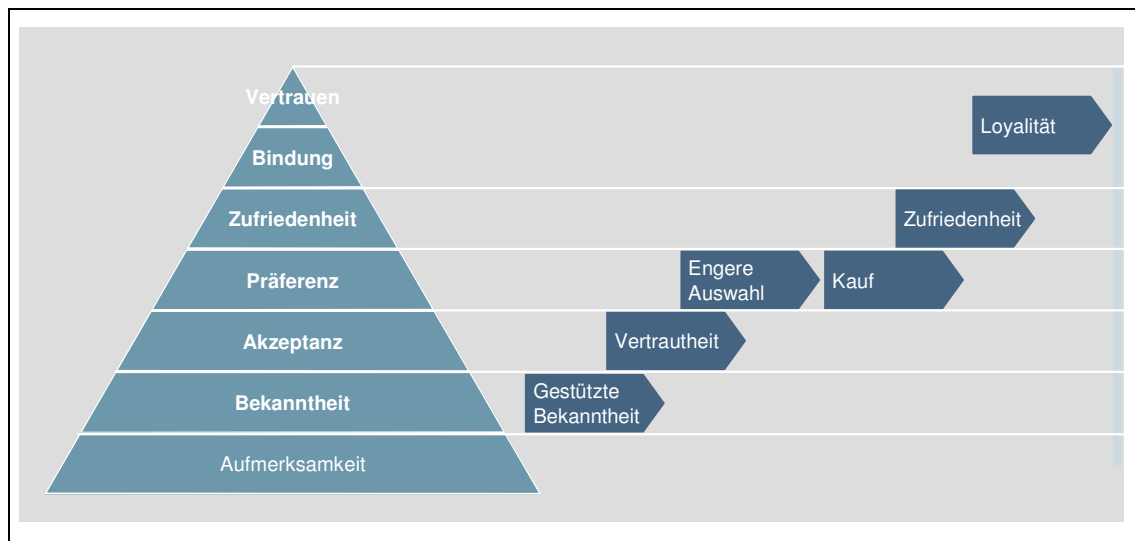 Vertrauen
Loyalität
Bindung
Zufriedenheit
Zufriedenheit
Präferenz
Engere
Auswahl
Kauf
Akzeptanz
Vertrautheit
Bekanntheit
Gestützte
Bekanntheit
Aufmerksamkeit